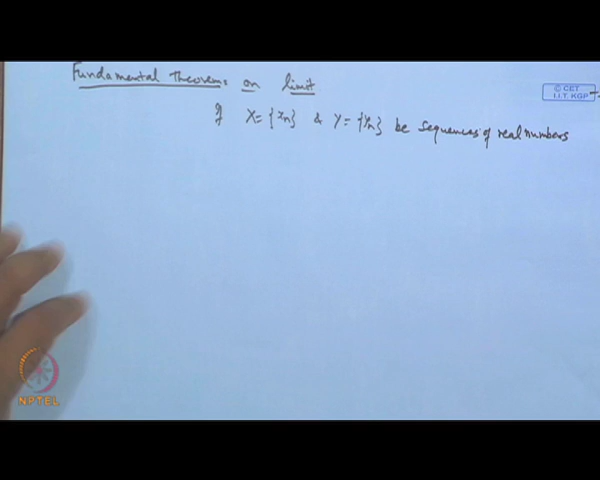 Fundamental Theorems on limit
© CET
I.I.T. KGP
If X = {xn} & Y = {yn} be sequences of real numbers
NPTEL